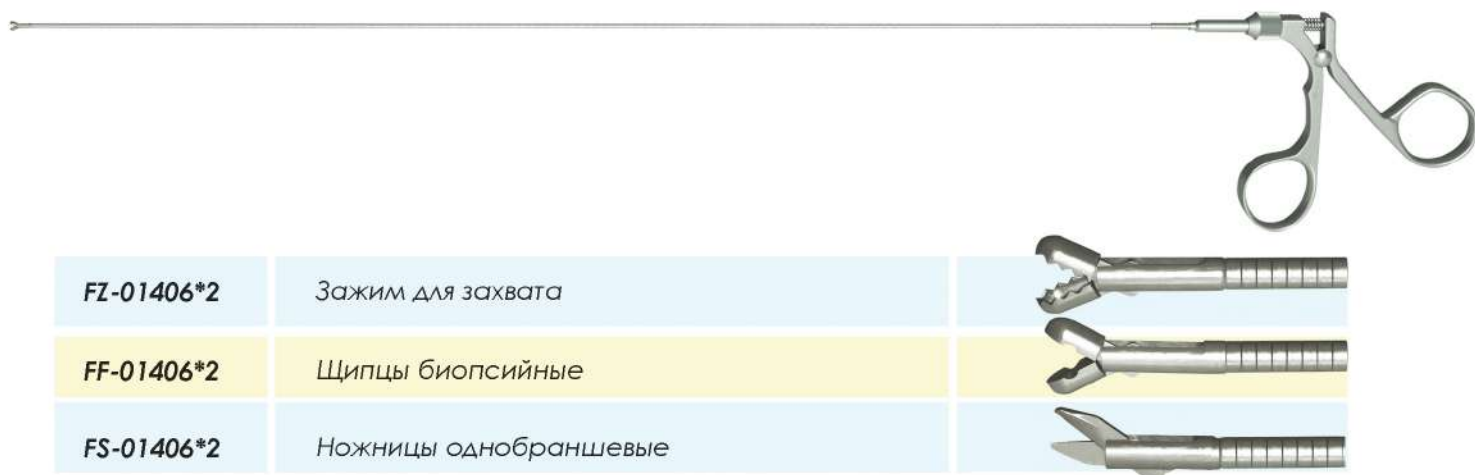 FZ-01406*2 Зажим для захвата
FF-01406*2 Щипцы биопсийные
FS-01406*2 Ножницы однобраншевые